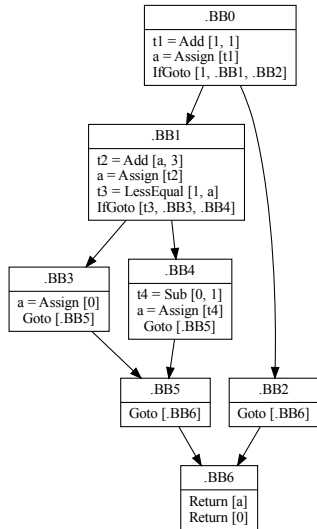 .BB0
t1 = Add [1, 1]
a = Assign [t1]
IfGoto [1, .BB1, .BB2]
.BB1
t2 = Add [a, 3]
a = Assign [t2]
t3 = LessEqual [1, a]
IfGoto [t3, .BB3, .BB4]
.BB3
a = Assign [0]
Goto [.BB5]
.BB4
t4 = Sub [0, 1]
a = Assign [t4]
Goto [.BB5]
.BB5
Goto [.BB6]
.BB2
Goto [.BB6]
.BB6
Return [a]
Return [0]